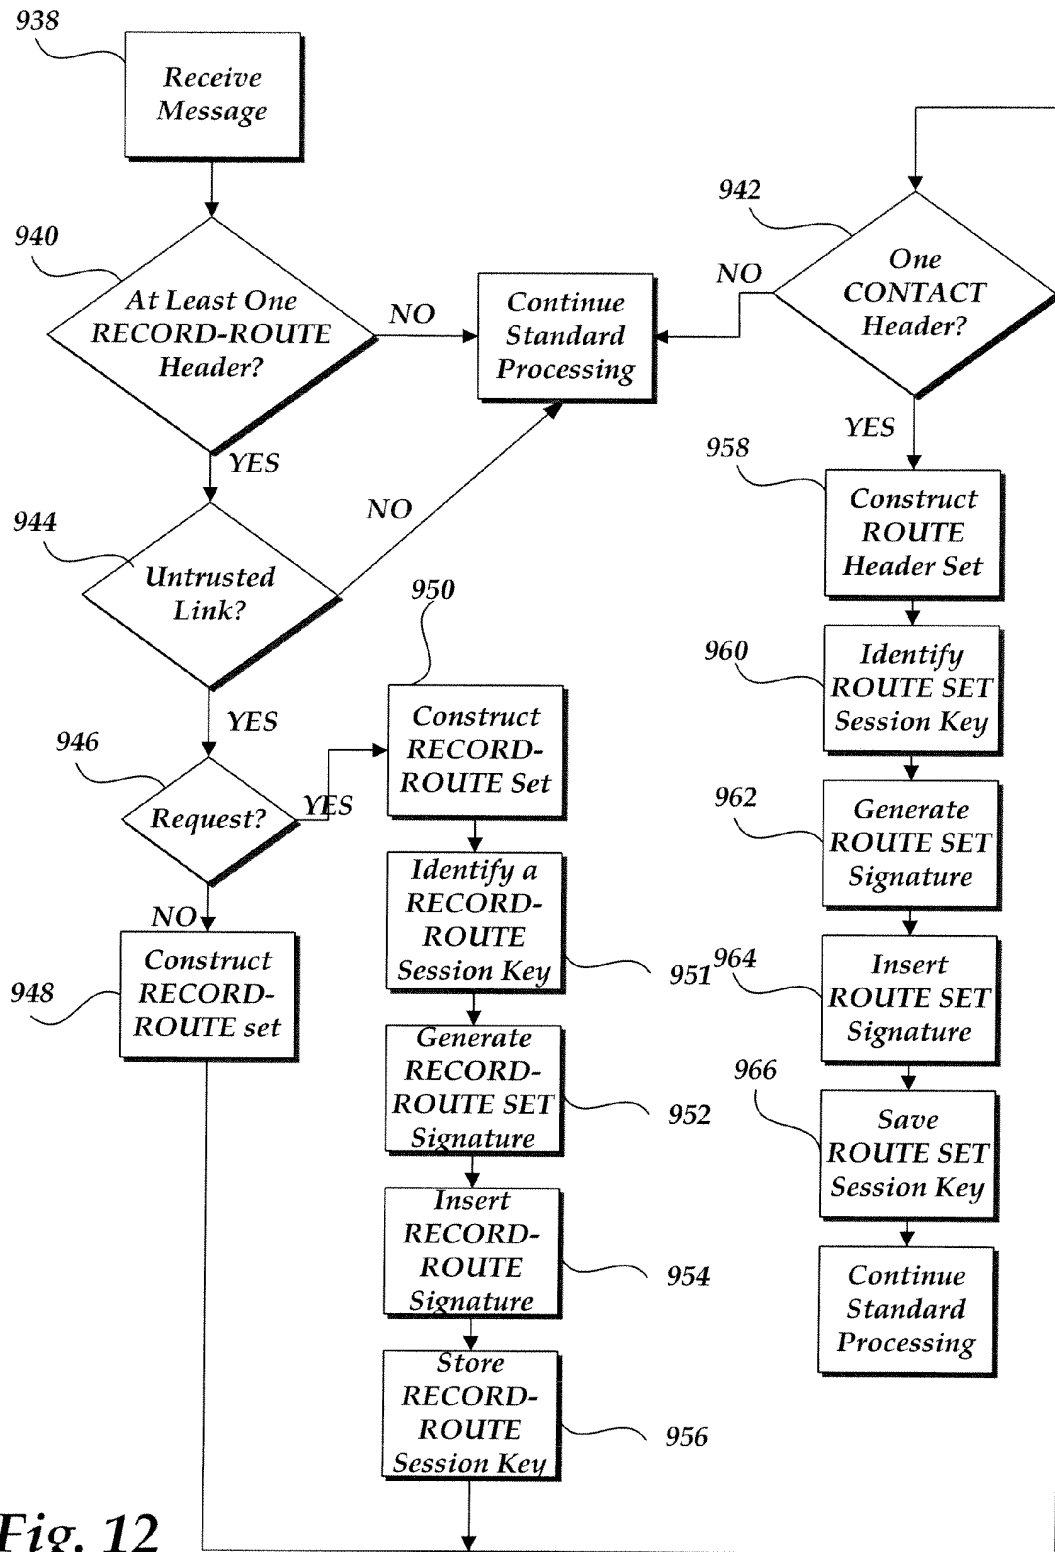 938
Receive
Message
940
At Least One
RECORD-ROUTE
Header?
NO
YES
Continue
Standard
Processing
942
One
CONTACT
Header?
NO
YES
944
Untrusted
Link?
NO
YES
946
Request?
YES
NO
948
Construct
RECORD-
ROUTE set
950
Construct
RECORD-
ROUTE Set
Identify a
RECORD-
ROUTE
Session Key
951
Generate
RECORD-
ROUTE SET
Signature
952
Insert
RECORD-
ROUTE
Signature
954
Store
RECORD-
ROUTE
Session Key
956
958
Construct
ROUTE
Header Set
960
Identify
ROUTE SET
Session Key
962
Generate
ROUTE SET
Signature
964
Insert
ROUTE SET
Signature
966
Save
ROUTE SET
Session Key
Continue
Standard
Processing
Fig. 12